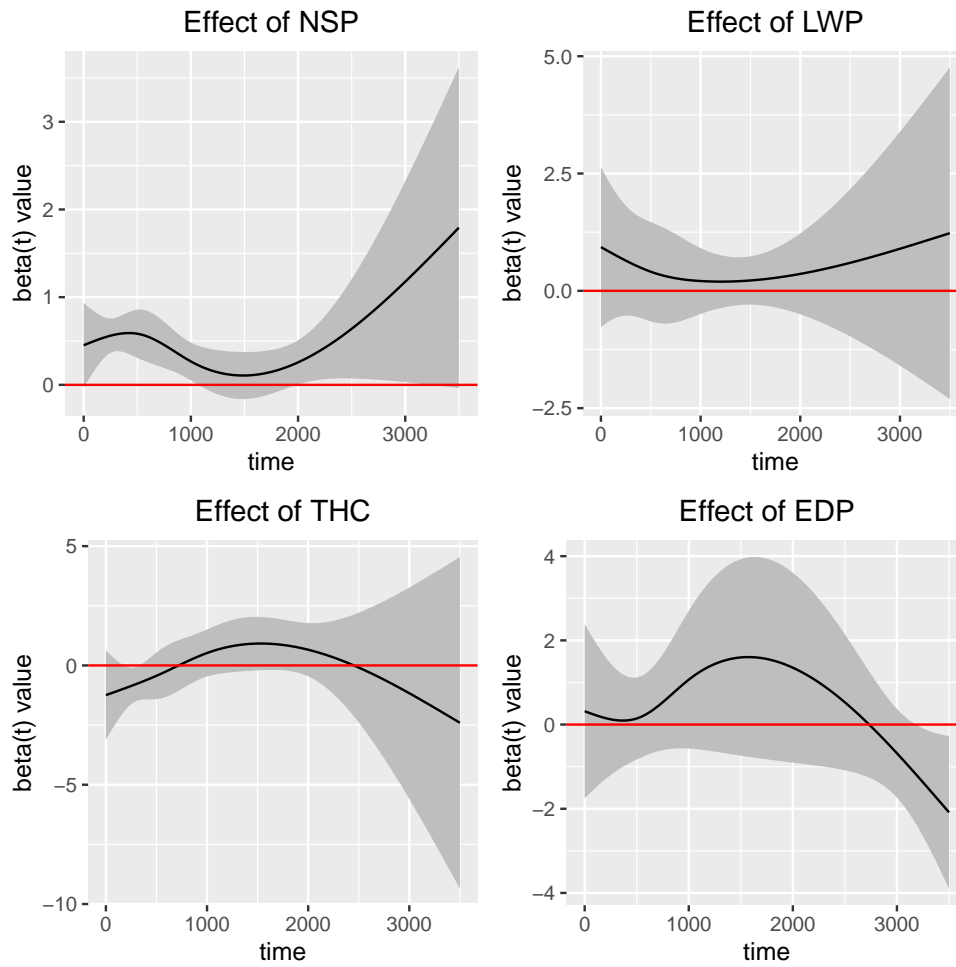 Effect of NSP
beta(t) value
3
2
1
0
0 1000 2000 3000
time
Effect of LWP
beta(t) value
5.0
2.5
0.0
−2.5
0 1000 2000 3000
time
Effect of THC
beta(t) value
5
0
−5
−10
0 1000 2000 3000
time
Effect of EDP
beta(t) value
4
2
0
−2
−4
0 1000 2000 3000
time